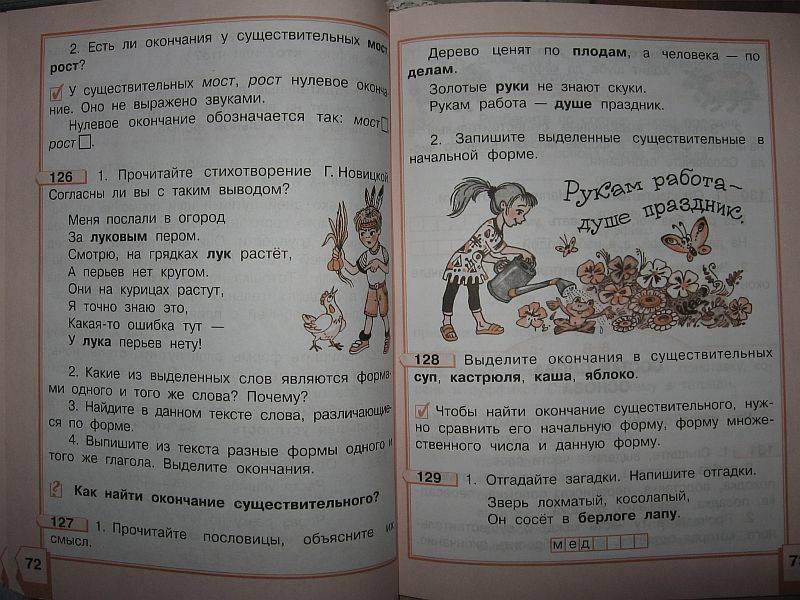 2. Есть ли окончания у существительных мост,
рост?
У существительных мост, рост нулевое оконча-
ние. Оно не выражено звуками.
Нулевое окончание обозначается так: мост
рост.
126 1. Прочитайте стихотворение Г. Новицкой.
Согласны ли вы с таким выводом?
Меня послали в огород
За луковым пером.
Смотрю, на грядках лук растёт,
А перьев нет кругом.
Они на курицах растут,
Я точно знаю это,
Какая-то ошибка тут —
У лука перьев нету!
2. Какие из выделенных слов являются форма-
ми одного и того же слова? Почему?
3. Найдите в данном тексте слова, различающие-
ся по форме.
4. Выпишите из текста разные формы одного и
того же глагола. Выделите окончания.
Как найти окончание существительного?
127 1. Прочитайте пословицы, объясните их
смысл.
72
Дерево ценят по плодам, а человека — по
делам.
Золотые руки не знают скуки.
Рукам работа — душе праздник.
2. Запишите выделенные существительные в
начальной форме.
Рукам работа —
душе праздник.
128 Выделите окончания в существительных
суп, кастрюля, каша, яблоко.
Чтобы найти окончание существительного, нуж-
но сравнить его начальную форму, форму множе-
ственного числа и данную форму.
129 1. Отгадайте загадки. Напишите отгадки.
Зверь лохматый, косолапый,
Он сосёт в берлоге лапу.
мед